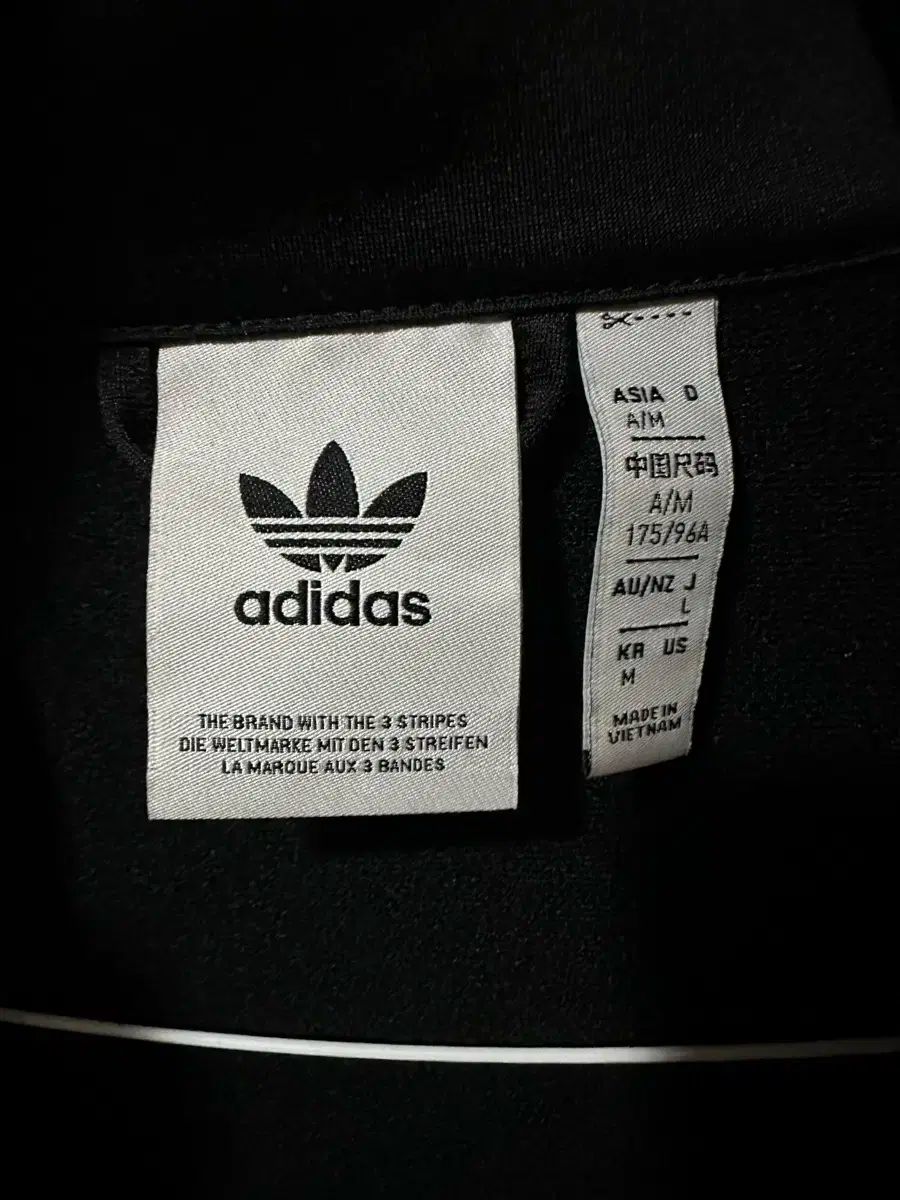 adidas
THE BRAND WITH THE 3 STRIPES
DIE WELTMARKE MIT DEN 3 STREIFEN
LA MARQUE AUX 3 BANDES
ASIA D
A/M
中国尺码
A/M
175/96A
AU/NZ J
L
KR US
M
MADE IN
VIETNAM